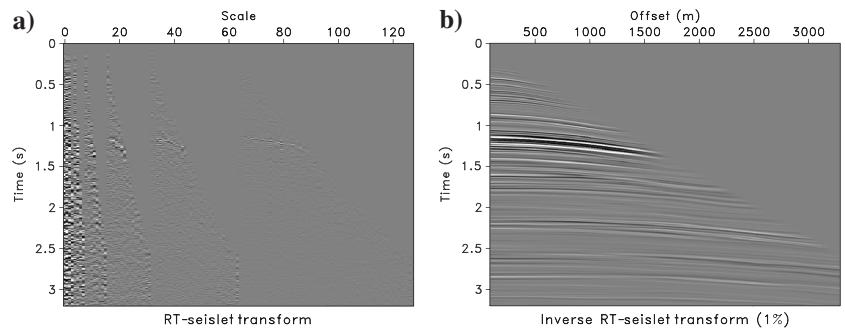 a)
Scale
0 20 40 60 80 100 120
0
0.5
1
1.5
2
2.5
3
Time (s)
RT-seislet transform
b)
Offset (m)
500 1000 1500 2000 2500 3000
0
0.5
1
1.5
2
2.5
3
Time (s)
Inverse RT-seislet transform (1%)